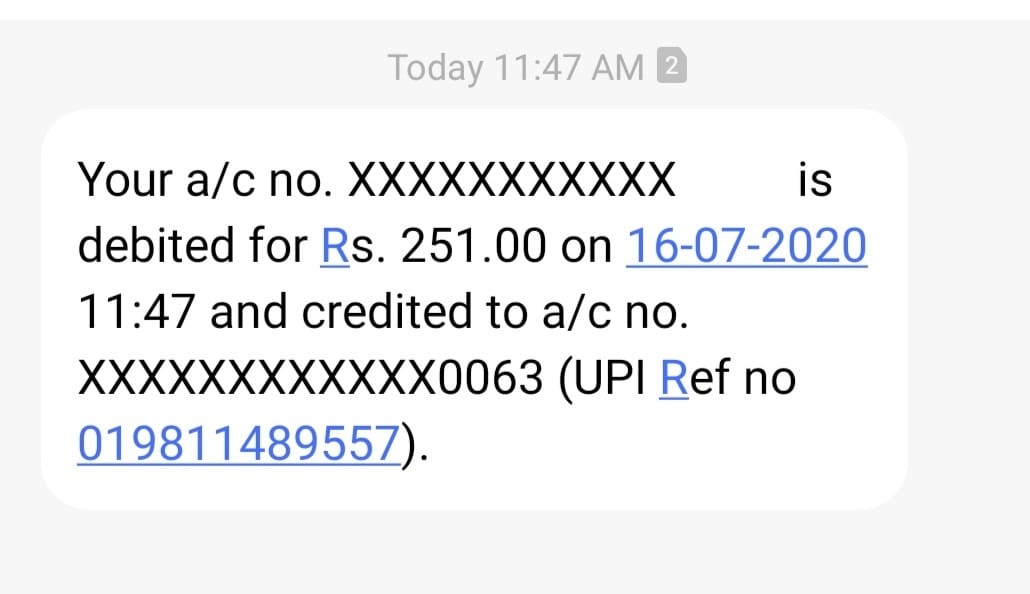 Today 11:47 AM 2
Your a/c no. XXXXXXXXXXX is
debited for Rs. 251.00 on 16-07-2020
11:47 and credited to a/c no.
XXXXXXXXXXXX0063 (UPI Ref no
019811489557).